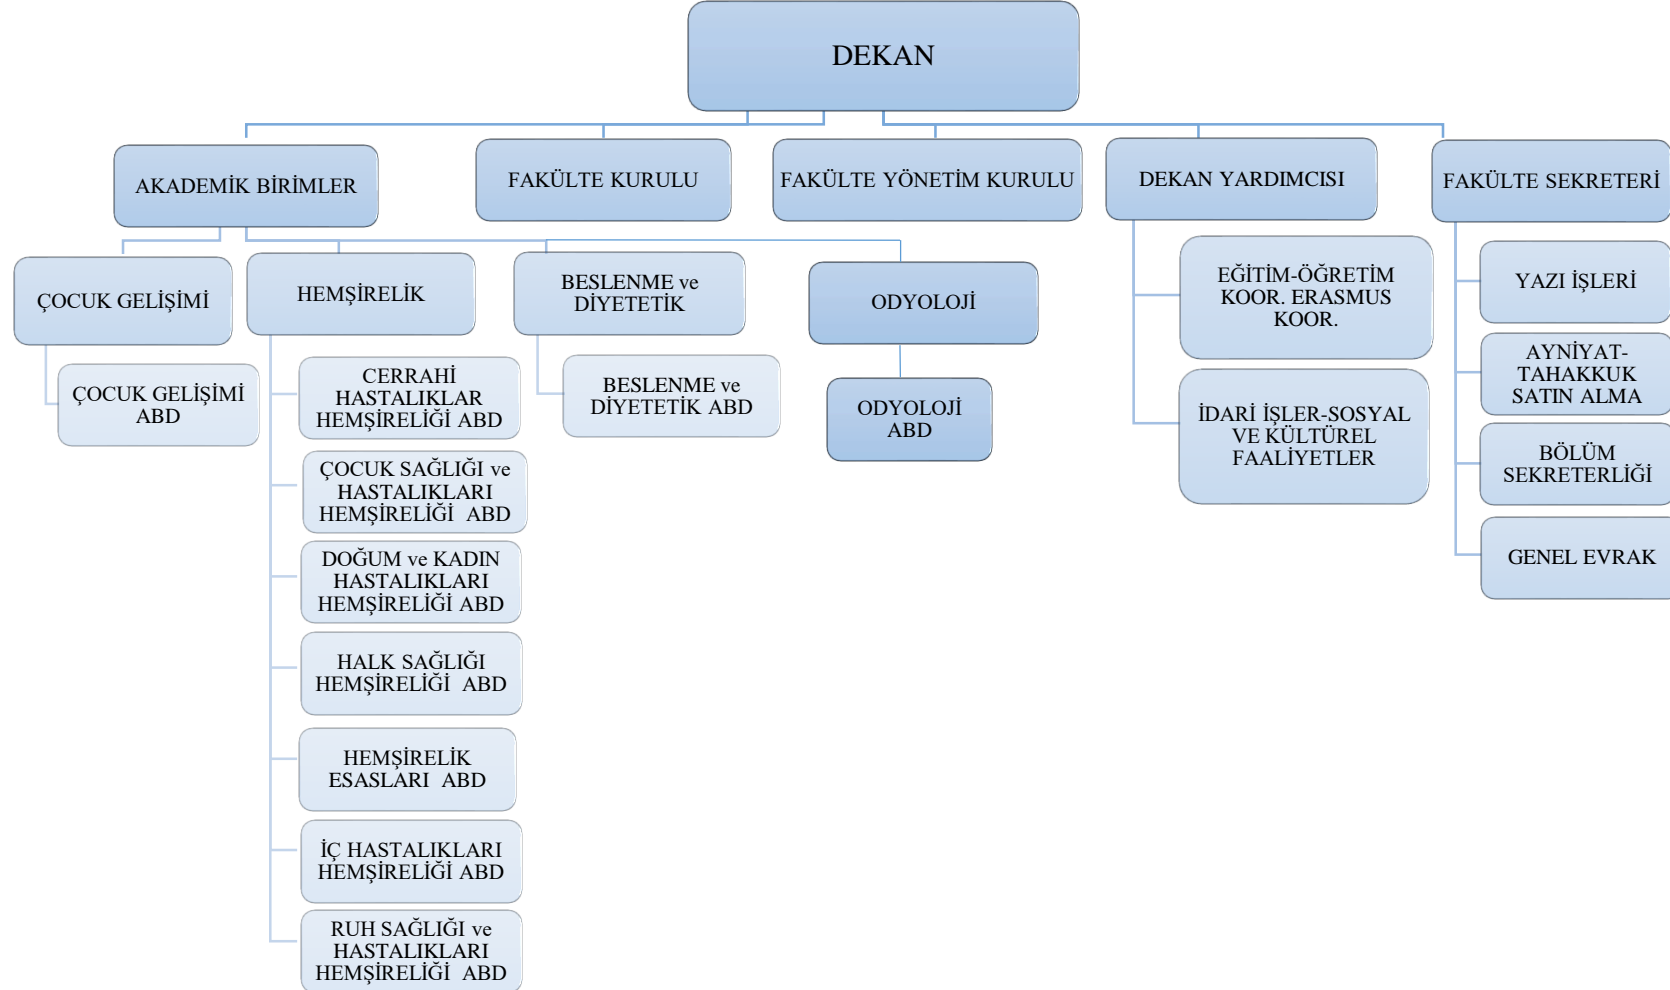 DEKAN
AKADEMİK BİRİMLER
FAKÜLTE KURULU
FAKÜLTE YÖNETİM KURULU
DEKAN YARDIMCISI
FAKÜLTE SEKRETERİ
ÇOCUK GELİŞİMİ
ÇOCUK GELİŞİMİ
ABD
HEMŞİRELİK
CERRAHİ
HASTALIKLAR
HEMŞİRELİĞİ ABD
ÇOCUK SAĞLIĞI ve
HASTALIKLARI
HEMŞİRELİĞİ ABD
DOĞUM ve KADIN
HASTALIKLARI
HEMŞİRELİĞİ ABD
HALK SAĞLIĞI
HEMŞİRELİĞİ ABD
HEMŞİRELİK
ESASLARI ABD
İÇ HASTALIKLARI
HEMŞİRELİĞİ ABD
RUH SAĞLIĞI ve
HASTALIKLARI
HEMŞİRELİĞİ ABD
BESLENME ve
DİYETETİK
BESLENME ve
DİYETETİK ABD
ODYOLOJİ
ODYOLOJİ
ABD
EĞİTİM-ÖĞRETİM
KOOR. ERASMUS
KOOR.
İDARİ İŞLER-SOSYAL
VE KÜLTÜREL
FAALİYETLER
YAZI İŞLERİ
AYNİYAT-
TAHAKKUK
SATIN ALMA
BÖLÜM
SEKRETERLİĞİ
GENEL EVRAK